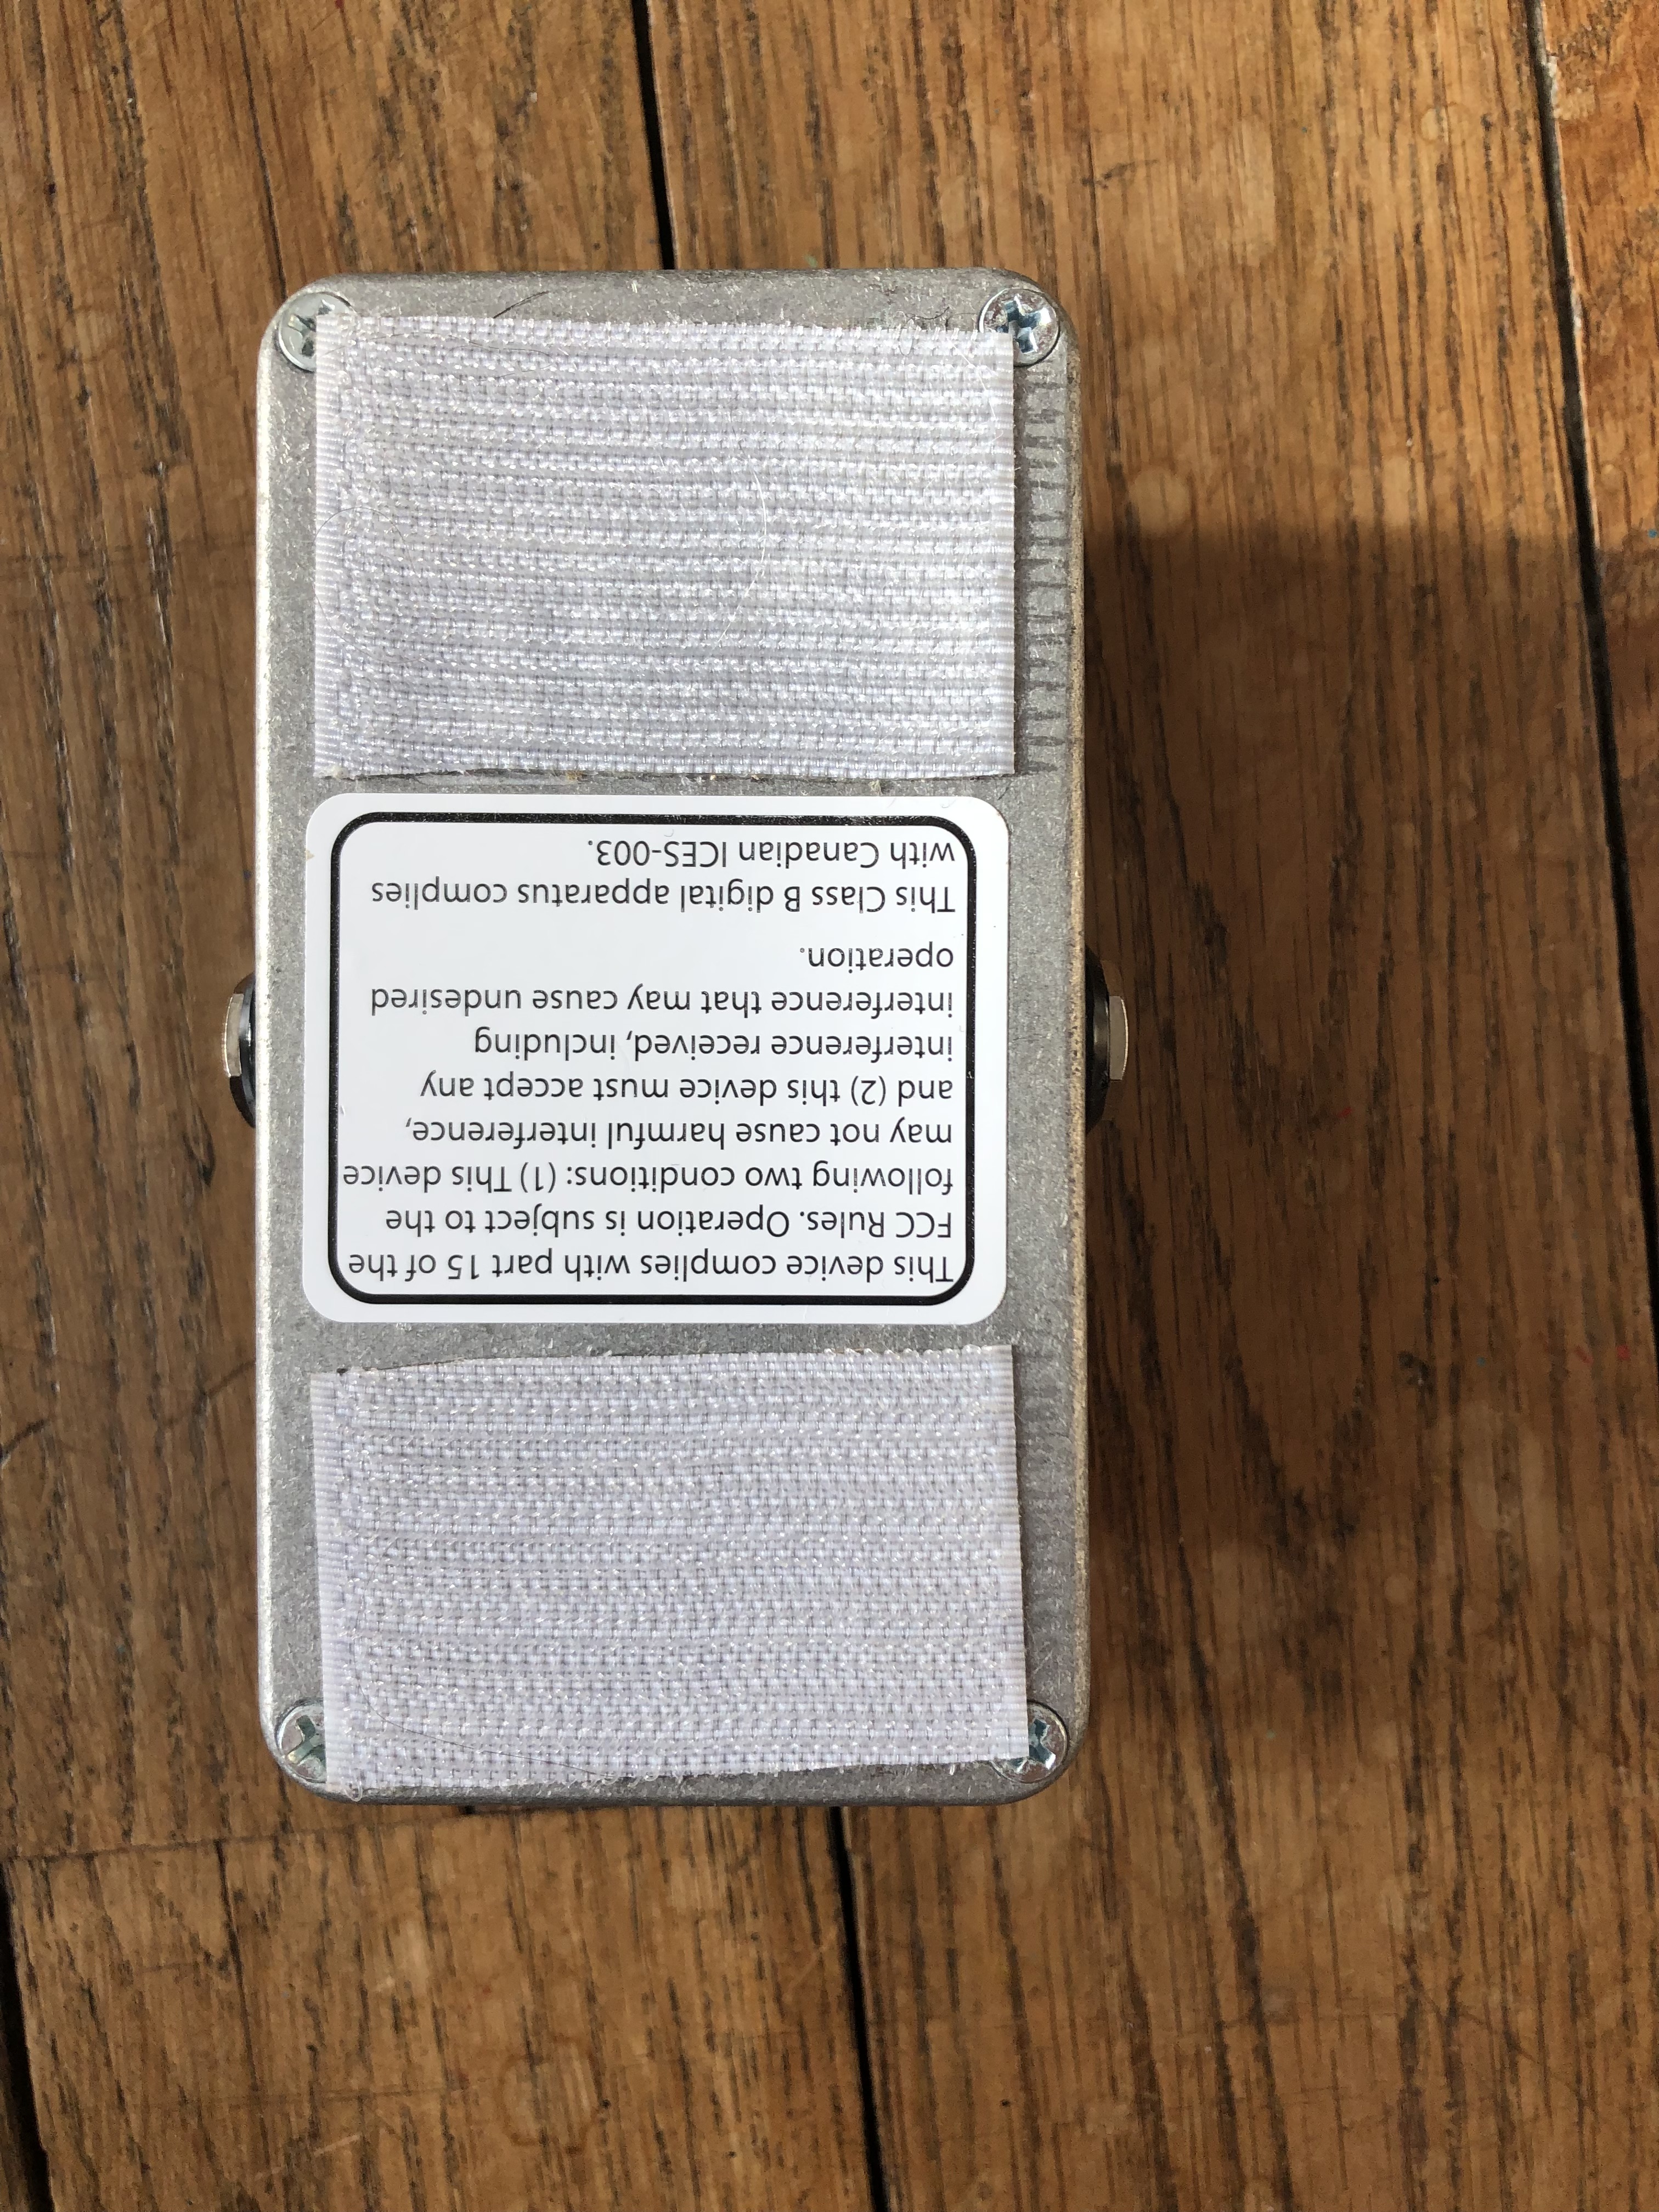 This device complies with part 15 of the
FCC Rules. Operation is subject to the
following two conditions: (1) This device
may not cause harmful interference,
and (2) this device must accept any
interference received, including
interference that may cause undesired
operation.
This Class B digital apparatus complies
with Canadian ICES-003.